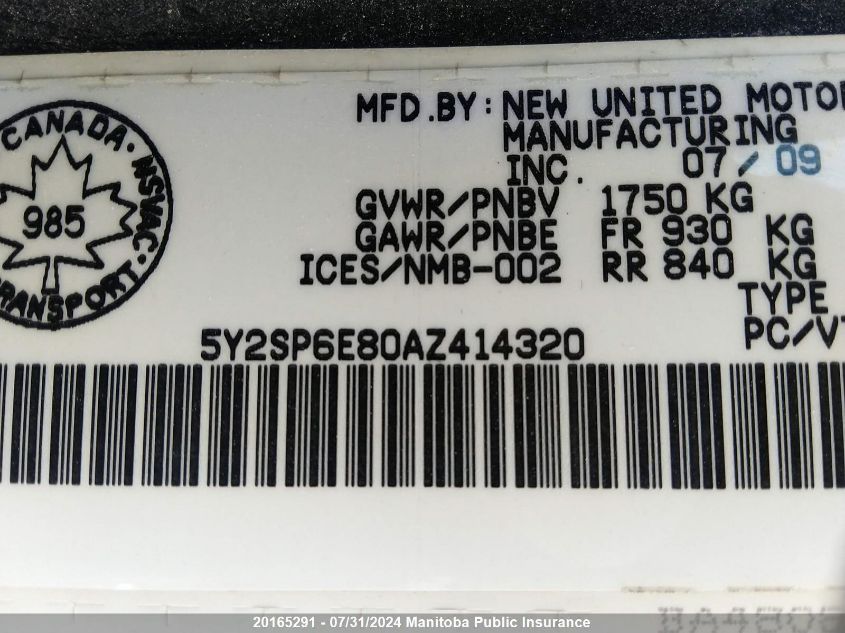 CANADA · NSVAC ·
985
TRANSPORT
MFD.BY: NEW UNITED MOTOR
MANUFACTURING
INC. 07/09
GVWR/PNBV 1750 KG
GAWR/PNBE FR 930 KG
ICES/NMB-002 RR 840 KG
TYPE
PC/V
5Y2SP6E80AZ414320
20165291 - 07/31/2024 Manitoba Public Insurance